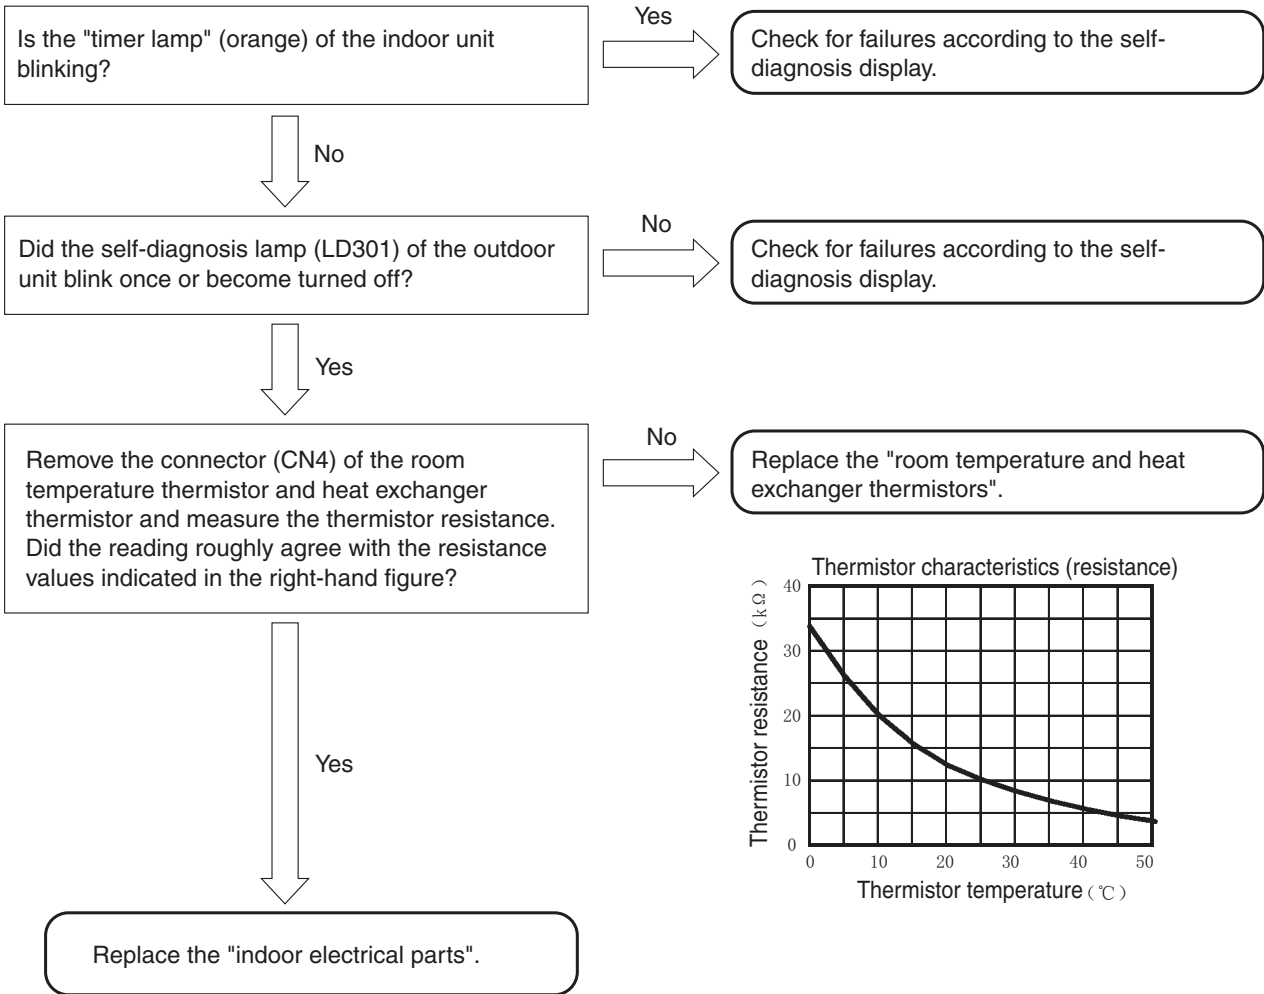 Is the "timer lamp" (orange) of the indoor unit
blinking?
Yes
Check for failures according to the self-
diagnosis display.
No
Did the self-diagnosis lamp (LD301) of the outdoor
unit blink once or become turned off?
No
Check for failures according to the self-
diagnosis display.
Yes
Remove the connector (CN4) of the room
temperature thermistor and heat exchanger
thermistor and measure the thermistor resistance.
Did the reading roughly agree with the resistance
values indicated in the right-hand figure?
No
Replace the "room temperature and heat
exchanger thermistors".
Thermistor characteristics (resistance)
Thermistor resistance (kΩ)
40
30
20
10
0
0 10 20 30 40 50
Thermistor temperature (℃)
Yes
Replace the "indoor electrical parts".